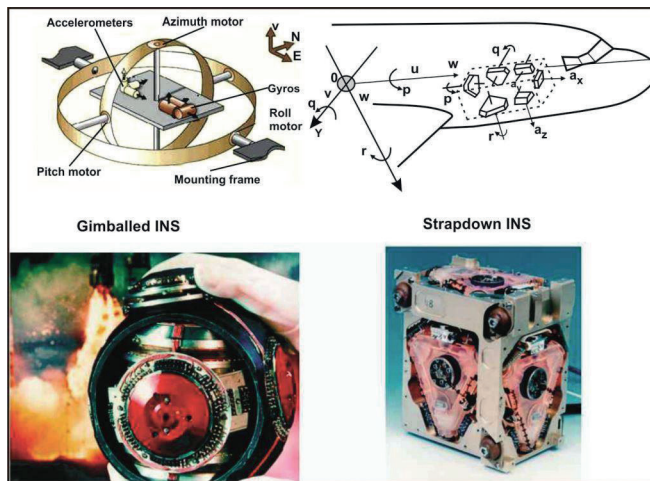 Accelerometers
Azimuth motor
v
N
E
Gyros
Roll
motor
Pitch motor
Mounting frame
q
0
u
w
p
v
w
q
Y
r
p
a
a x
r
a z
Gimballed INS
Strapdown INS